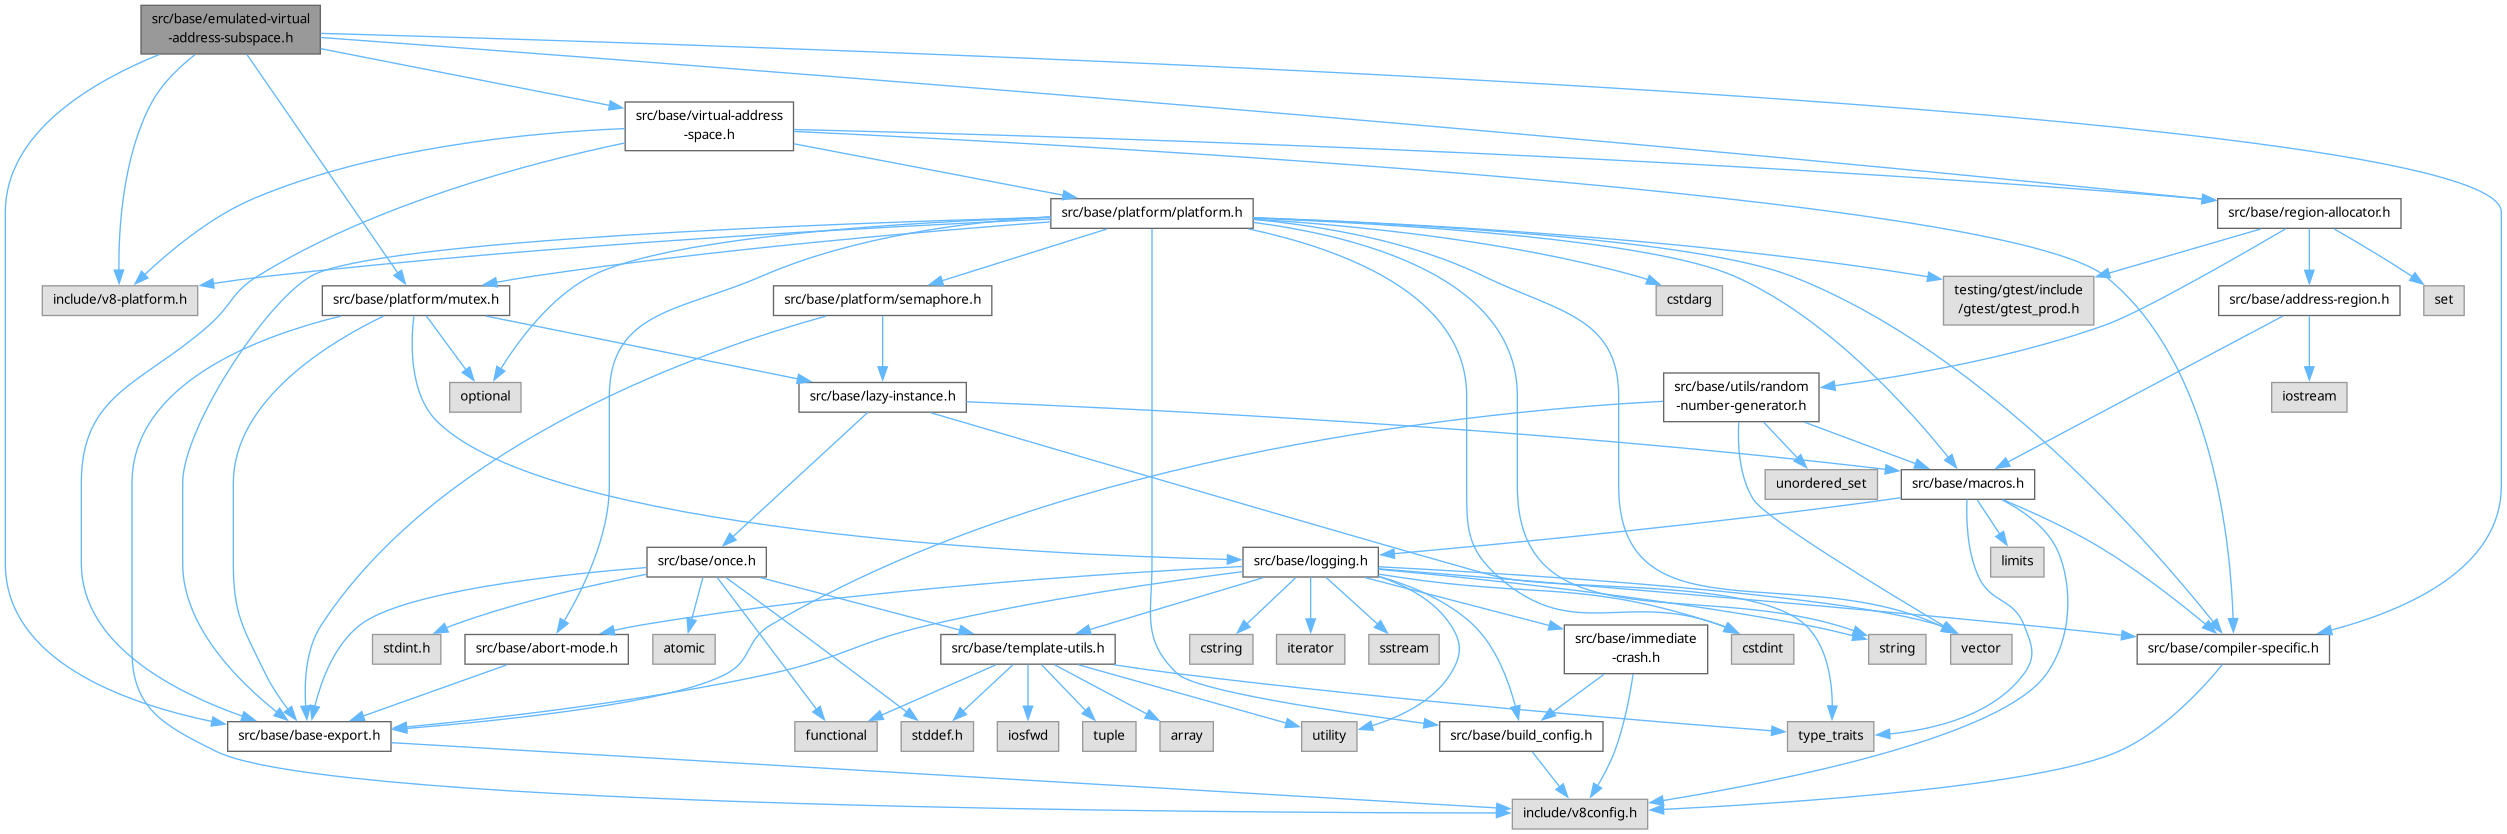 src/base/emulated-virtual
-address-subspace.h
src/base/virtual-address
-space.h
src/base/platform/platform.h
src/base/region-allocator.h
include/v8-platform.h
src/base/platform/mutex.h
src/base/platform/semaphore.h
cstdarg
testing/gtest/include
/gtest/gtest_prod.h
src/base/address-region.h
set
optional
src/base/lazy-instance.h
src/base/utils/random
-number-generator.h
iostream
unordered_set
src/base/macros.h
src/base/once.h
src/base/logging.h
limits
stdint.h
src/base/abort-mode.h
atomic
src/base/template-utils.h
cstring
iterator
sstream
src/base/immediate
-crash.h
cstdint
string
vector
src/base/compiler-specific.h
src/base/base-export.h
functional
stddef.h
iosfwd
tuple
array
utility
src/base/build_config.h
type_traits
include/v8config.h